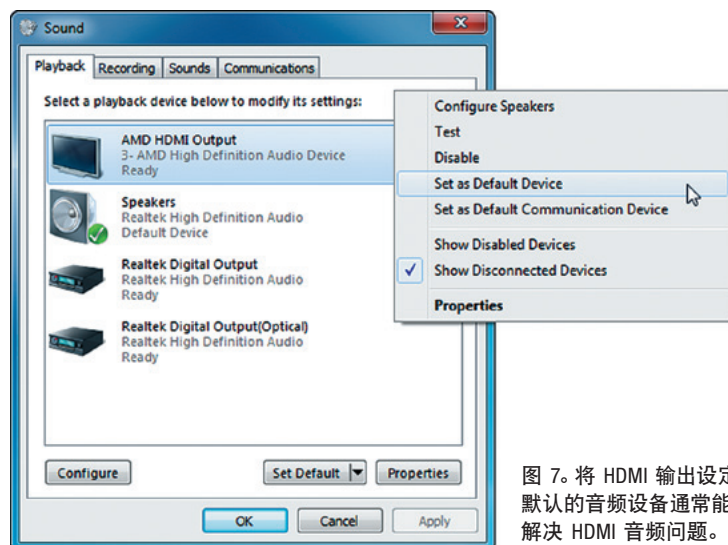 Sound
Playback
Recording
Sounds
Communications
Select a playback device below to modify its settings:
AMD HDMI Output
3- AMD High Definition Audio Device
Ready
Speakers
Realtek High Definition Audio
Default Device
Realtek Digital Output
Realtek High Definition Audio
Ready
Realtek Digital Output(Optical)
Realtek High Definition Audio
Ready
Configure Speakers
Test
Disable
Set as Default Device
Set as Default Communication Device
Show Disabled Devices
Show Disconnected Devices
Properties
Configure
Set Default
Properties
OK
Cancel
Apply
图 7。将 HDMI 输出设定
默认的音频设备通常能
解决 HDMI 音频问题。